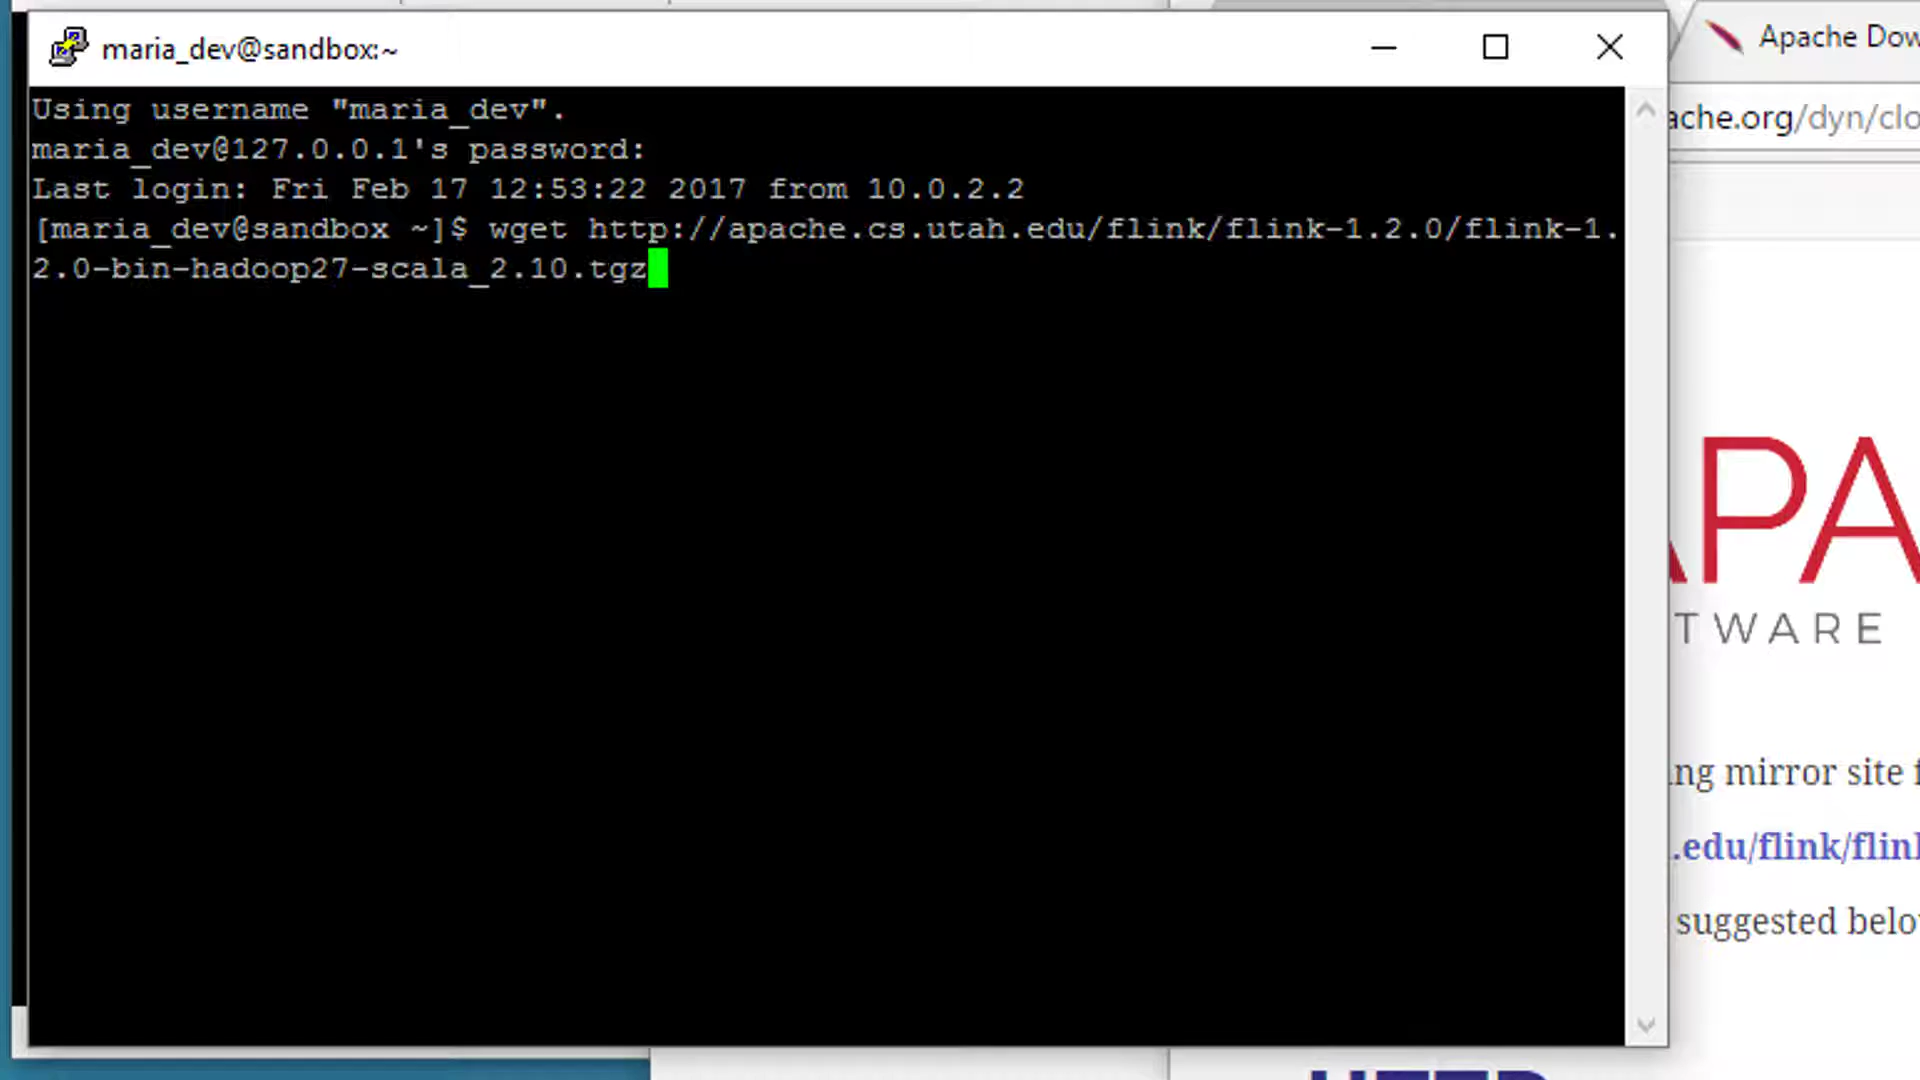 maria_dev@sandbox:~
Using username "maria_dev".
maria_dev@127.0.0.1's password:
Last login: Fri Feb 17 12:53:22 2017 from 10.0.2.2
[maria_dev@sandbox ~]$ wget http://apache.cs.utah.edu/flink/flink-1.2.0/flink-1.
2.0-bin-hadoop27-scala_2.10.tgz
Apache Dow
ache.org/dyn/clo
APA
TWARE
ng mirror site f
.edu/flink/flin
suggested belo